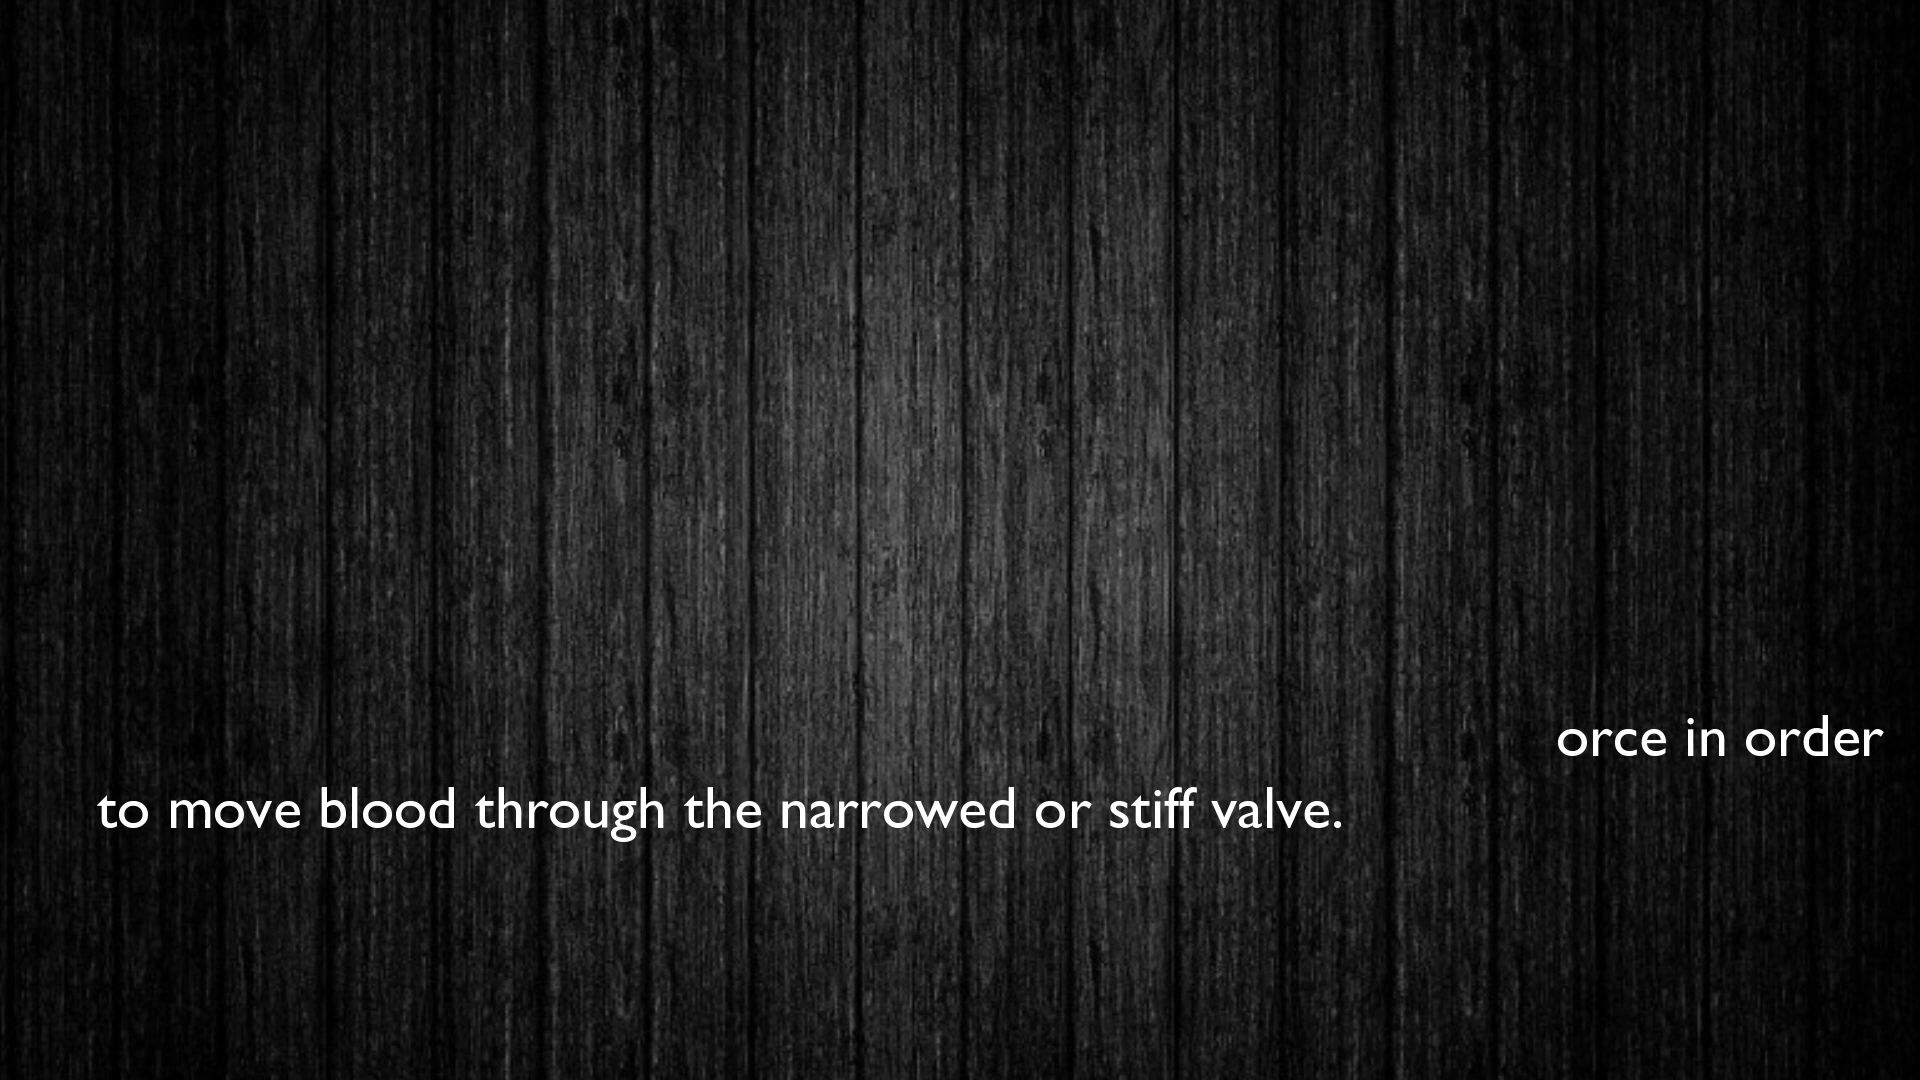 orce in order
to move blood through the narrowed or stiff valve.